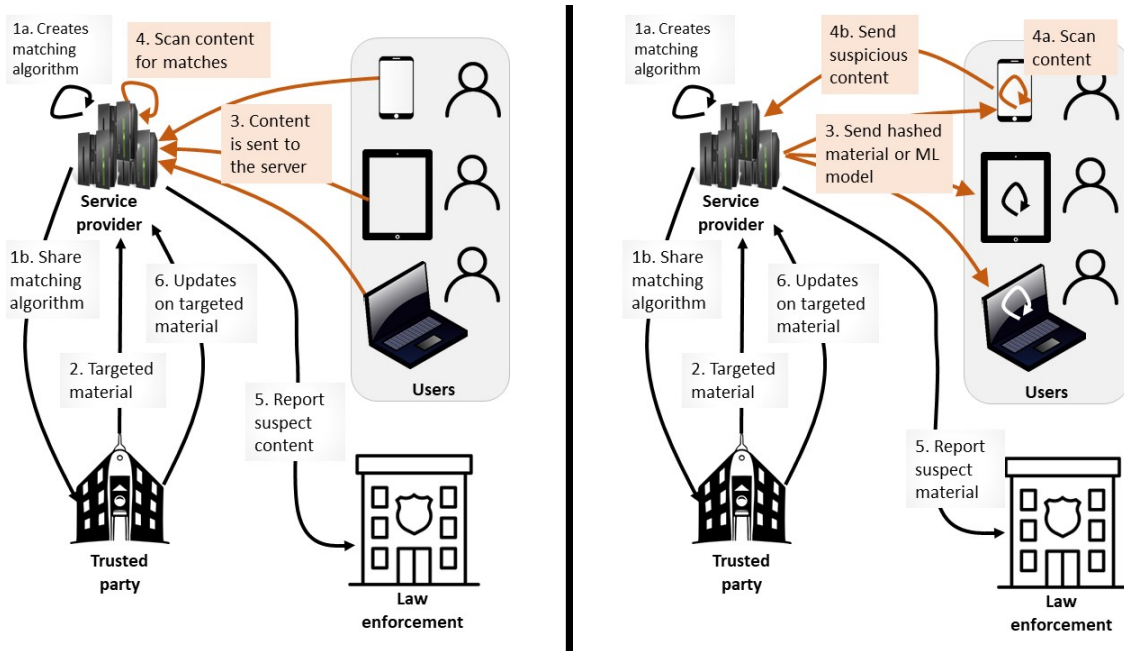 1a. Creates
matching
algorithm
4. Scan content
for matches
3. Content
is sent to
the server
Service
provider
1b. Share
matching
algorithm
6. Updates
on targeted
material
2. Targeted
material
Users
5. Report
suspect
content
Trusted
party
Law
enforcement
1a. Creates
matching
algorithm
4b. Send
suspicious
content
4a. Scan
content
3. Send hashed
material or ML
model
Service
provider
1b. Share
matching
algorithm
6. Updates
on targeted
material
2. Targeted
material
Users
5. Report
suspect
material
Trusted
party
Law
enforcement